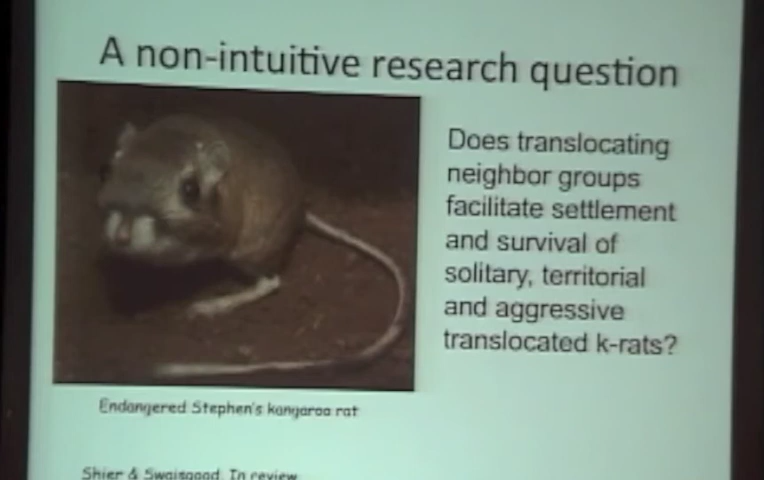 A non-intuitive research question
Does translocating
neighbor groups
facilitate settlement
and survival of
solitary, territorial
and aggressive
translocated k-rats?
Endangered Stephen's kangaroo rat
Shier & Swaisgood. In review